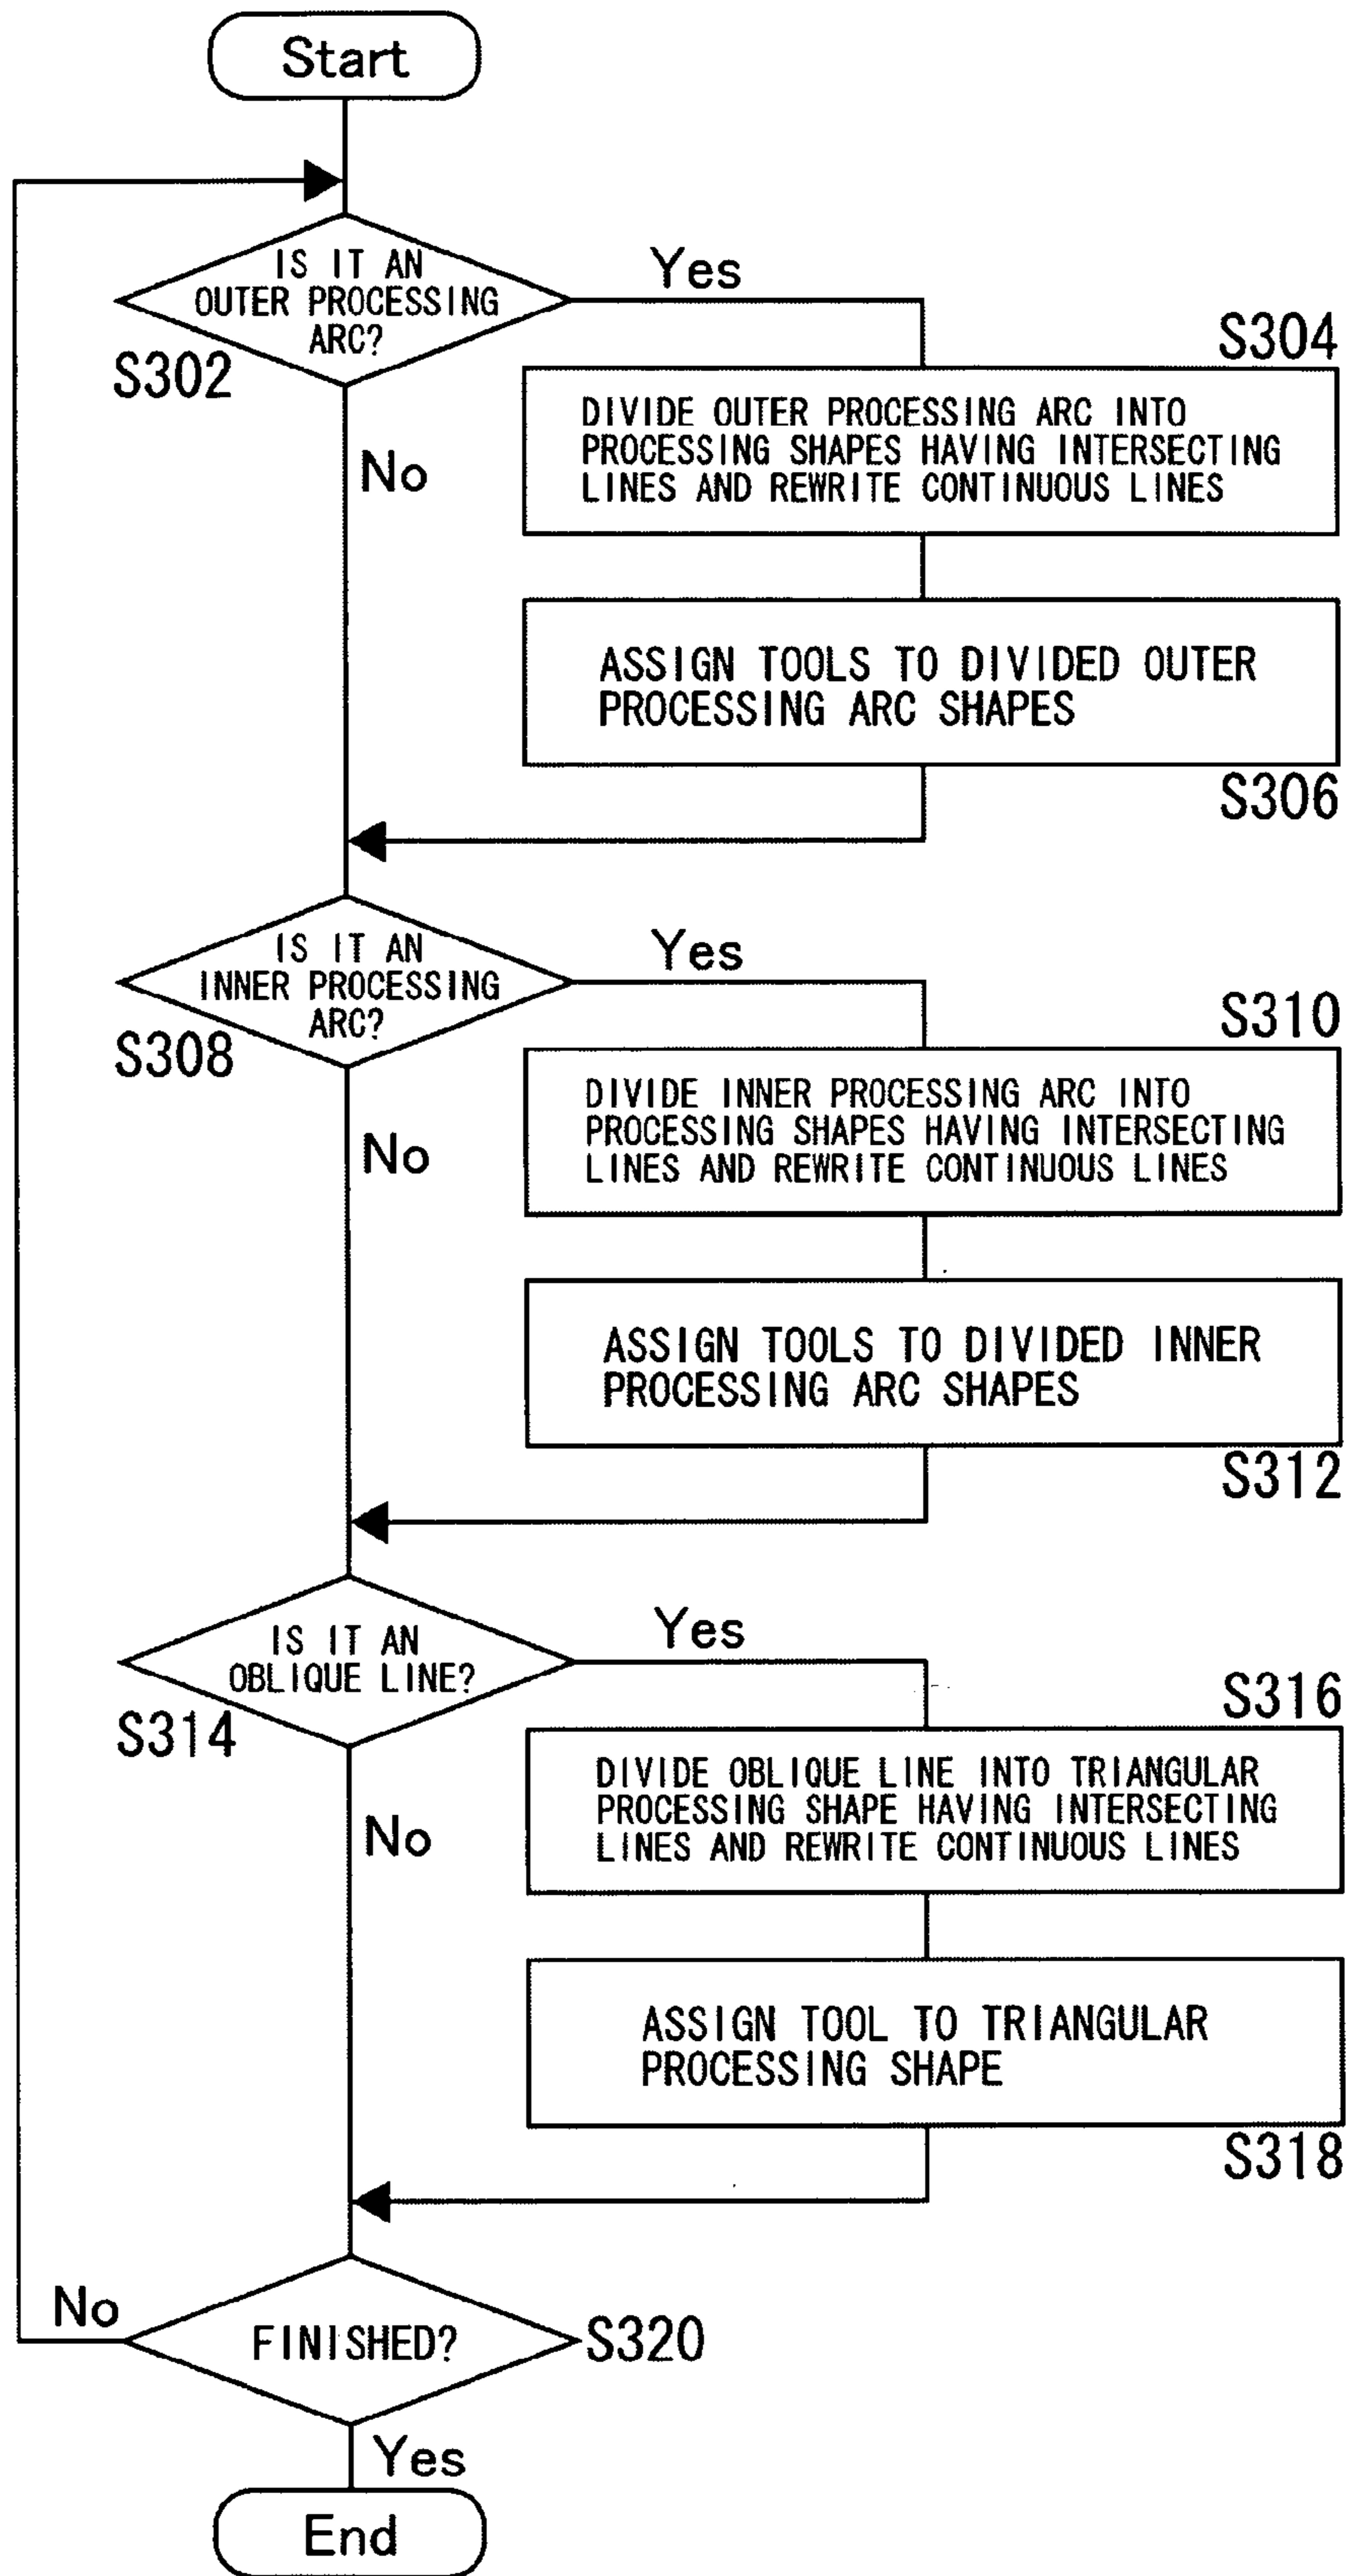 Start
IS IT AN
OUTER PROCESSING
ARC?
S302
Yes
No
S304
DIVIDE OUTER PROCESSING ARC INTO
PROCESSING SHAPES HAVING INTERSECTING
LINES AND REWRITE CONTINUOUS LINES
ASSIGN TOOLS TO DIVIDED OUTER
PROCESSING ARC SHAPES
S306
IS IT AN
INNER PROCESSING
ARC?
S308
Yes
No
S310
DIVIDE INNER PROCESSING ARC INTO
PROCESSING SHAPES HAVING INTERSECTING
LINES AND REWRITE CONTINUOUS LINES
ASSIGN TOOLS TO DIVIDED INNER
PROCESSING ARC SHAPES
S312
IS IT AN
OBLIQUE LINE?
S314
Yes
No
S316
DIVIDE OBLIQUE LINE INTO TRIANGULAR
PROCESSING SHAPE HAVING INTERSECTING
LINES AND REWRITE CONTINUOUS LINES
ASSIGN TOOL TO TRIANGULAR
PROCESSING SHAPE
S318
No
FINISHED?
S320
Yes
End